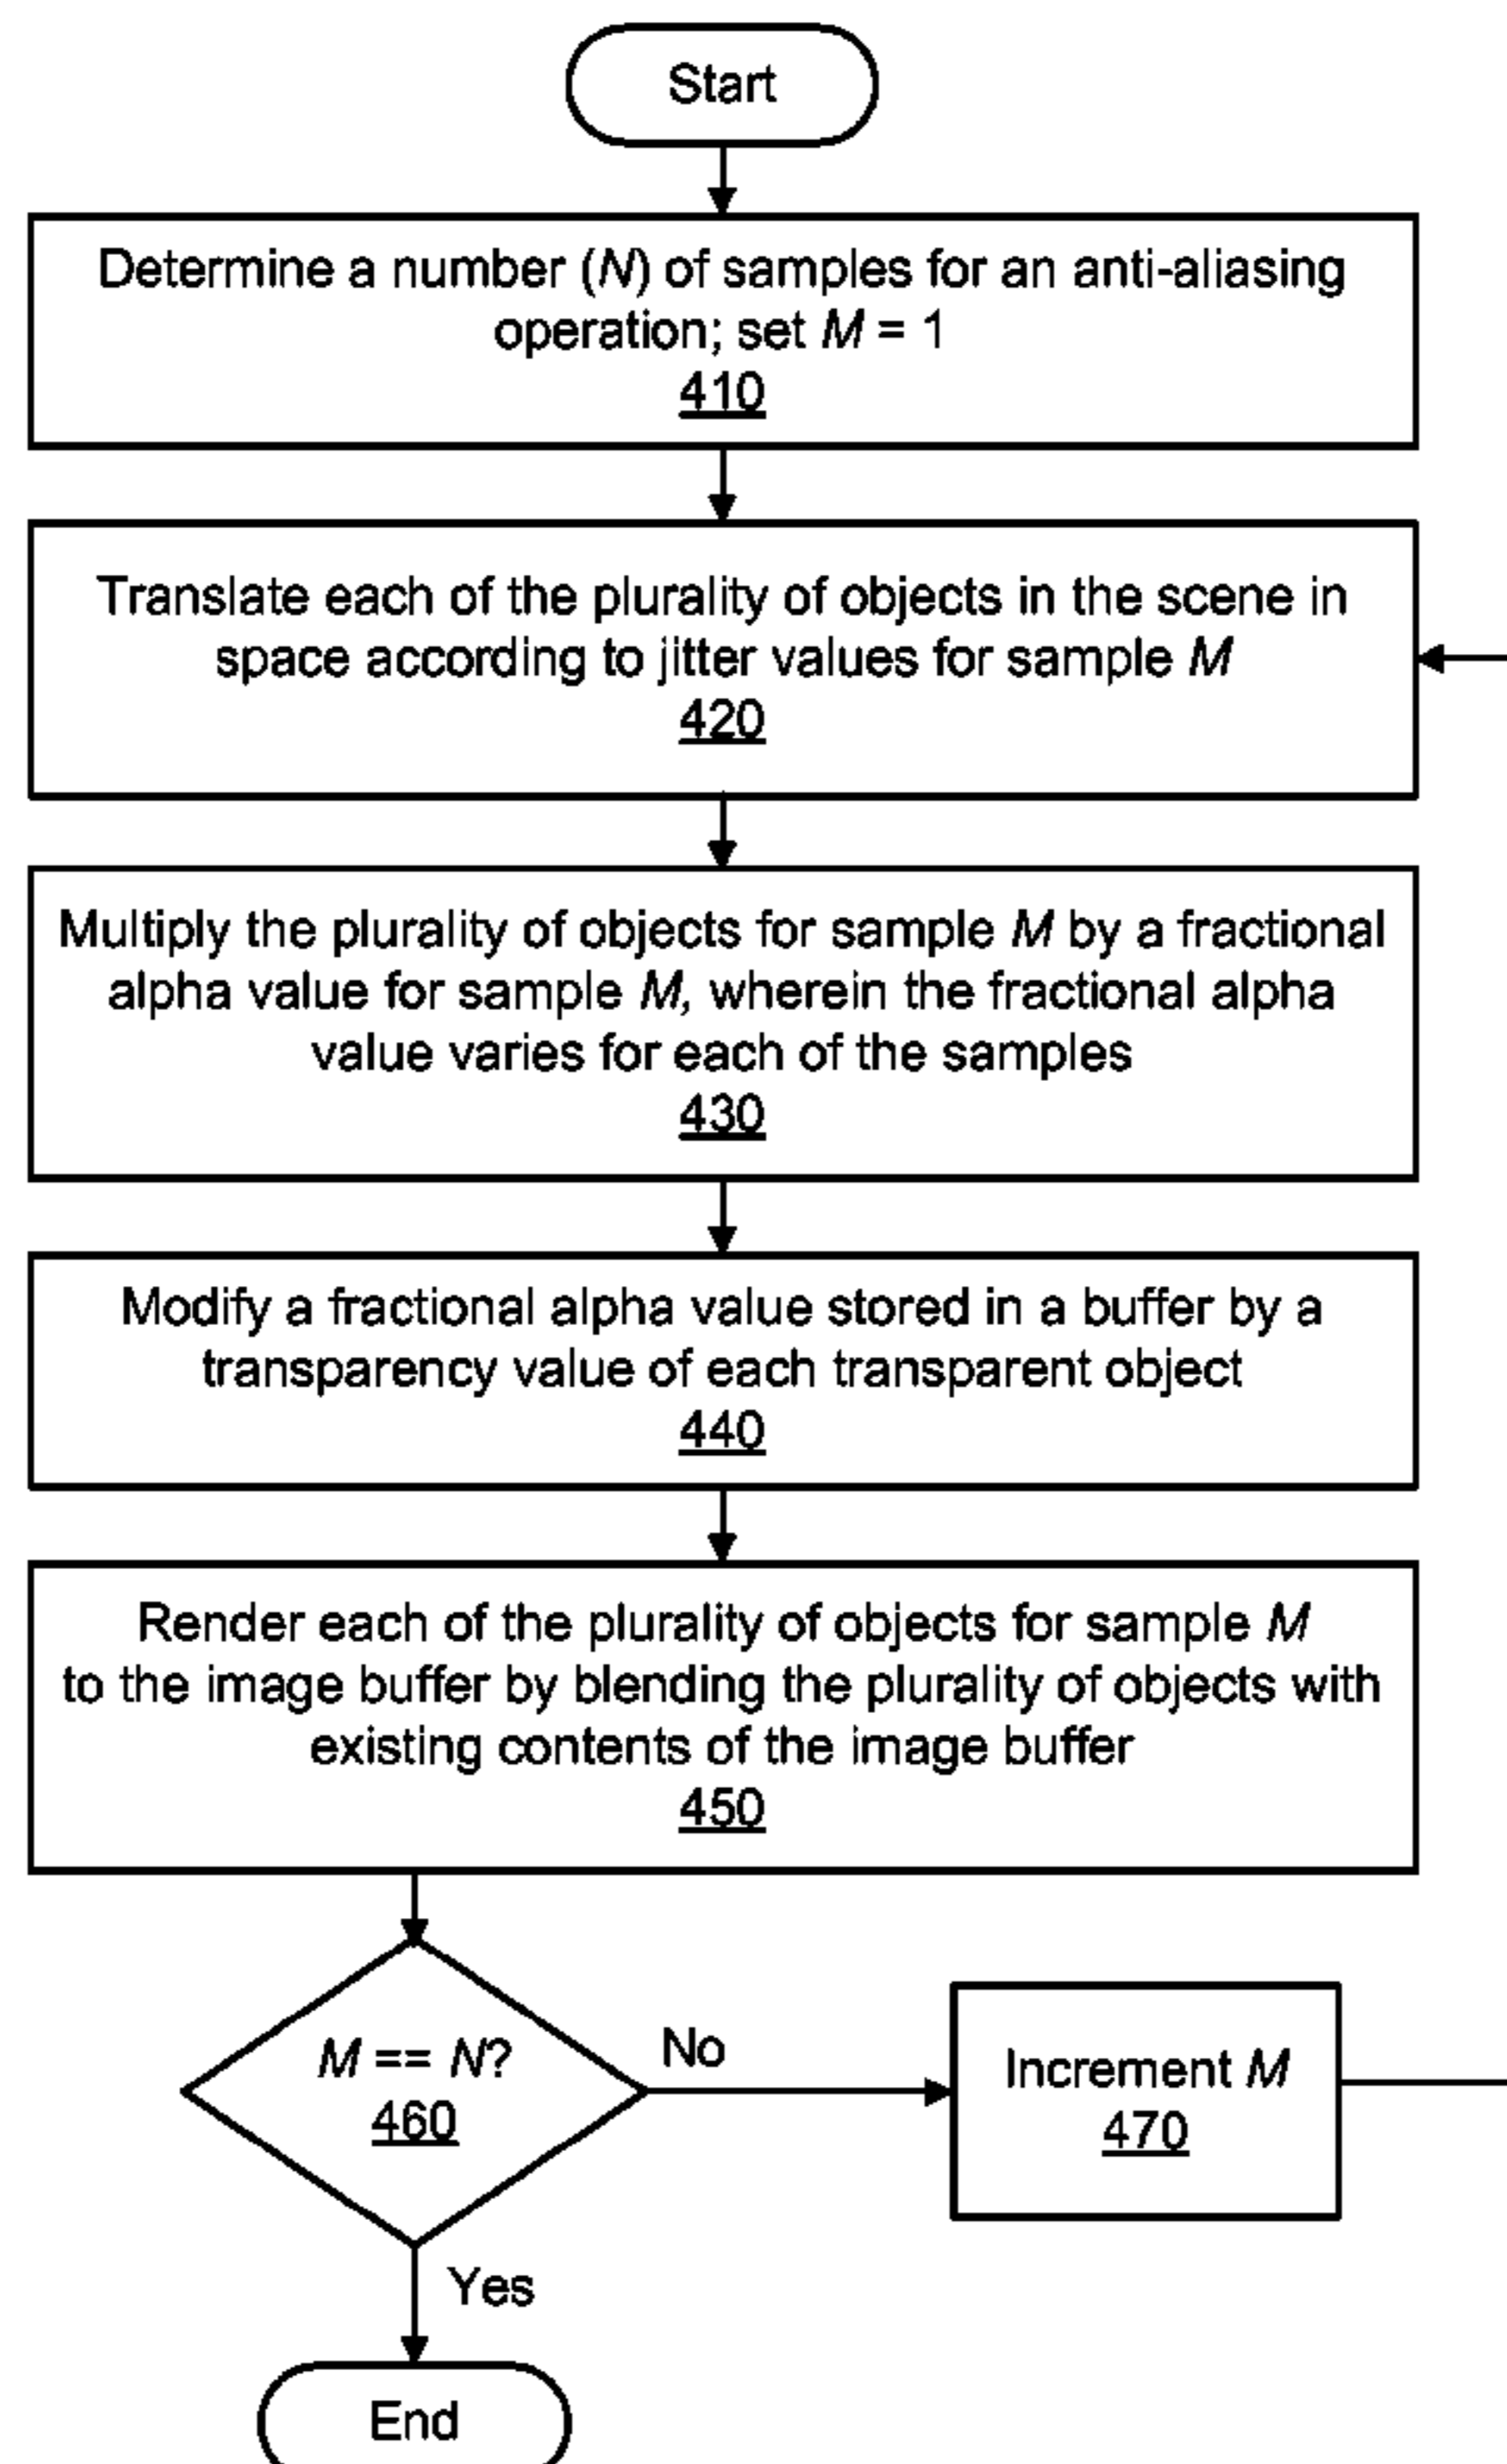 Start
Determine a number (N) of samples for an anti-aliasing
operation; set M = 1
410
Translate each of the plurality of objects in the scene in
space according to jitter values for sample M
420
Multiply the plurality of objects for sample M by a fractional
alpha value for sample M, wherein the fractional alpha
value varies for each of the samples
430
Modify a fractional alpha value stored in a buffer by a
transparency value of each transparent object
440
Render each of the plurality of objects for sample M
to the image buffer by blending the plurality of objects with
existing contents of the image buffer
450
M == N?
460
No
Increment M
470
Yes
End